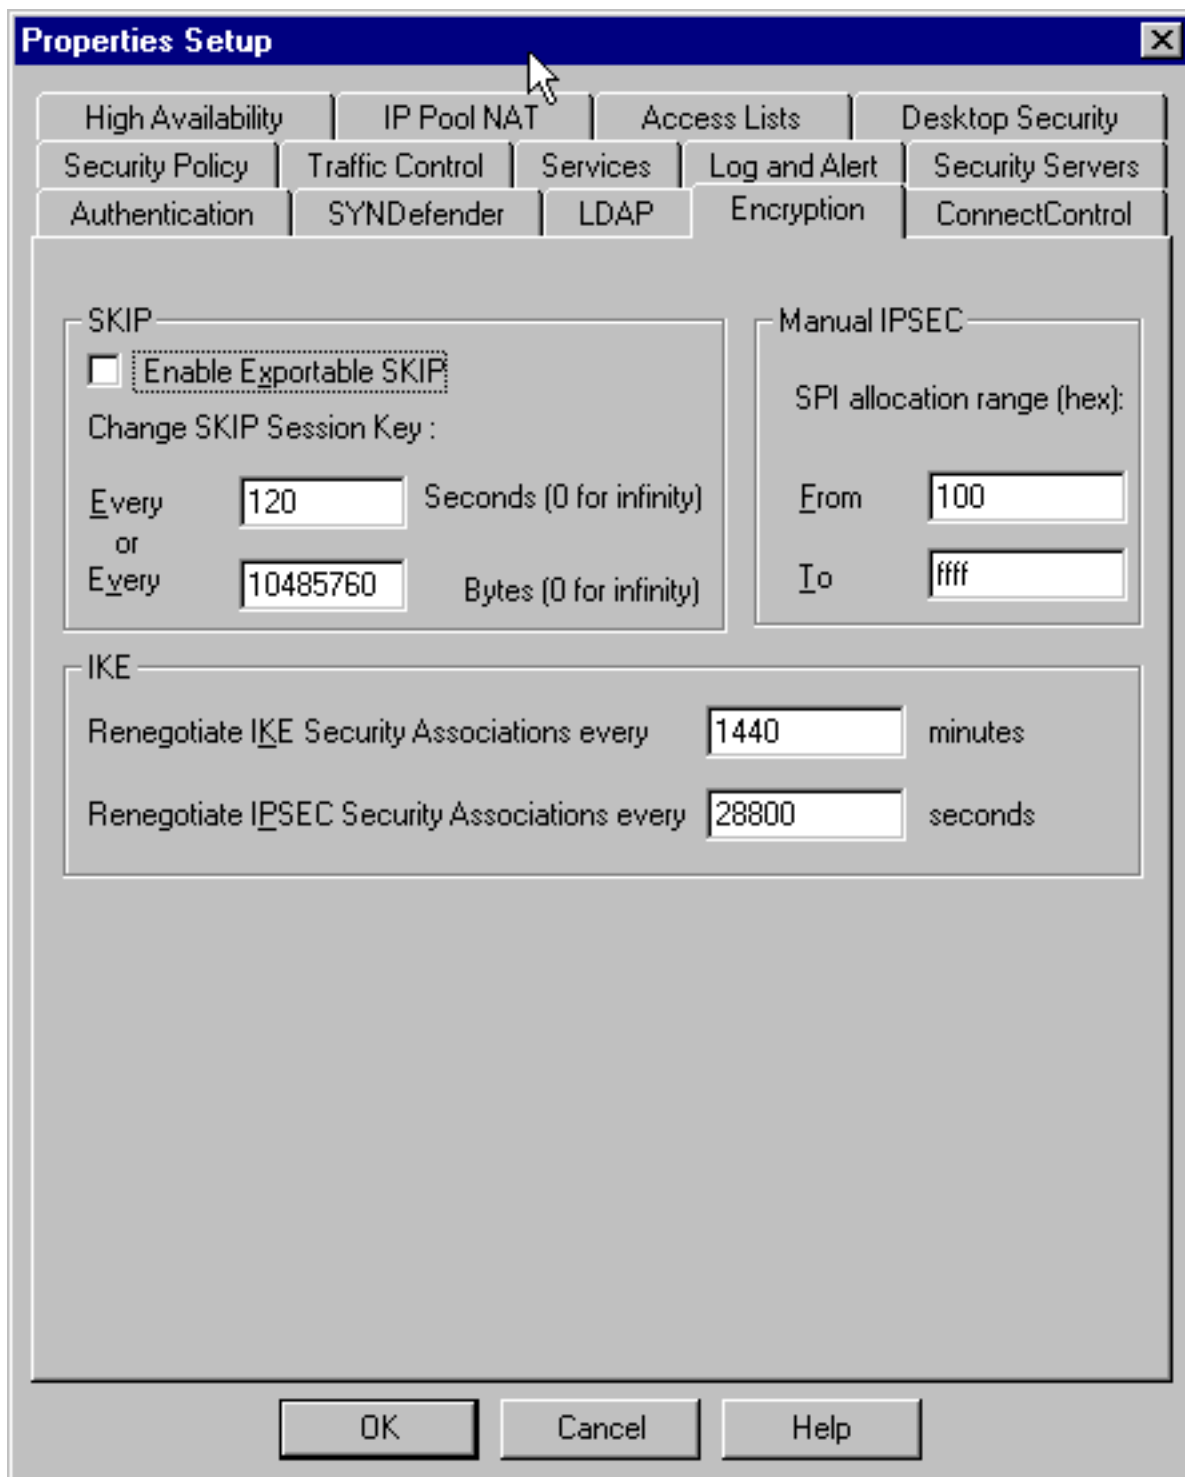 Properties Setup
High Availability IP Pool NAT Access Lists Desktop Security
Security Policy Traffic Control Services Log and Alert Security Servers
Authentication SYNDefender LDAP Encryption ConnectControl
SKIP
Enable Exportable SKIP
Change SKIP Session Key :
Every 120 Seconds (0 for infinity)
or
Every 10485760 Bytes (0 for infinity)
Manual IPSEC
SPI allocation range (hex):
From 100
To ffff
IKE
Renegotiate IKE Security Associations every 1440 minutes
Renegotiate IPSEC Security Associations every 28800 seconds
OK Cancel Help